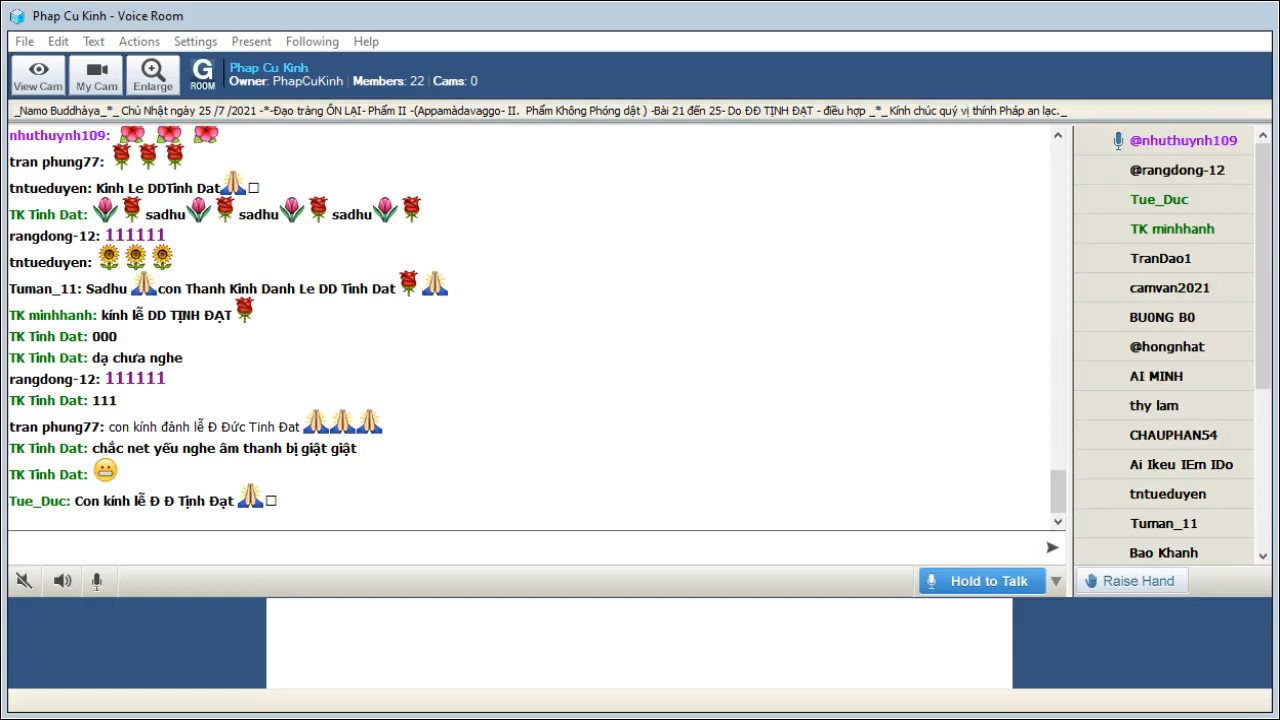 Phap Cu Kinh - Voice Room
File Edit Text Actions Settings Present Following Help
View Cam My Cam Enlarge G ROOM
Phap Cu Kinh
Owner: PhapCuKinh | Members: 22 | Cams: 0
_Namo Buddhàya_*_ Chủ Nhật ngày 25 /7 /2021 -*-Đạo tràng ÔN LẠI- Phẩm II -(Appamàdavaggo- II. Phẩm Không Phóng dật ) -Bài 21 đến 25- Do ĐĐ TỊNH ĐẠT - điều hợp _*_ Kính chúc quý vị thính Pháp an lạc._
nhuthuynh109:
tran phung77:
tntueduyen: Kinh Le DDTinh Dat
TK Tinh Dat: sadhu sadhu sadhu
rangdong-12: 111111
tntueduyen:
Tuman_11: Sadhu con Thanh Kinh Danh Le DD Tinh Dat
TK minhhanh: kính lễ DD TỊNH ĐẠT
TK Tinh Dat: 000
TK Tinh Dat: dạ chưa nghe
rangdong-12: 111111
TK Tinh Dat: 111
tran phung77: con kính đảnh lễ Đ Đức Tinh Đat
TK Tinh Dat: chắc net yếu nghe âm thanh bị giật giật
TK Tinh Dat:
Tue_Duc: Con kính lễ Đ Đ Tịnh Đạt
@nhuthuynh109
@rangdong-12
Tue_Duc
TK minhhanh
TranDao1
camvan2021
BU0NG B0
@hongnhat
AI MINH
thy lam
CHAUPHAN54
Ai Ikeu IEm IDo
tntueduyen
Tuman_11
Bao Khanh
Hold to Talk
Raise Hand